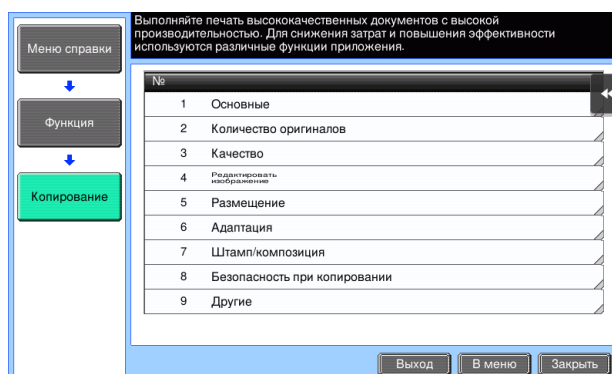 Выполняйте печать высококачественных документов с высокой
производительностью. Для снижения затрат и повышения эффективности
используются различные функции приложения.
Меню справки
Функция
Копирование
№
1 Основные
2 Количество оригиналов
3 Качество
4 Редактировать
изображение
5 Размещение
6 Адаптация
7 Штамп/композиция
8 Безопасность при копировании
9 Другие
Выход
В меню
Закрыть